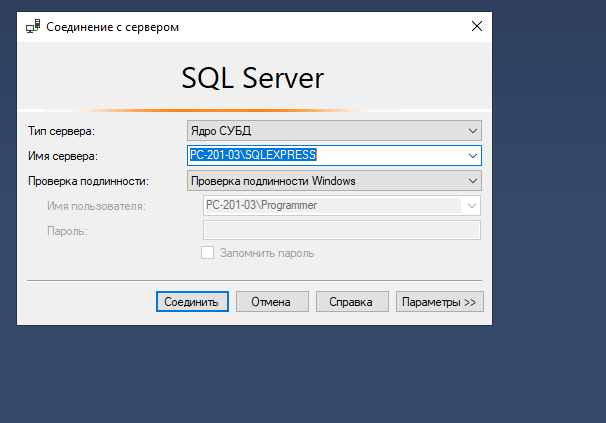 Соединение с сервером
SQL Server
Тип сервера: Ядро СУБД
Имя сервера: PC-201-03\SQLEXPRESS
Проверка подлинности: Проверка подлинности Windows
Имя пользователя: PC-201-03\Programmer
Пароль:
Запомнить пароль
Соединить Отмена Справка Параметры >>